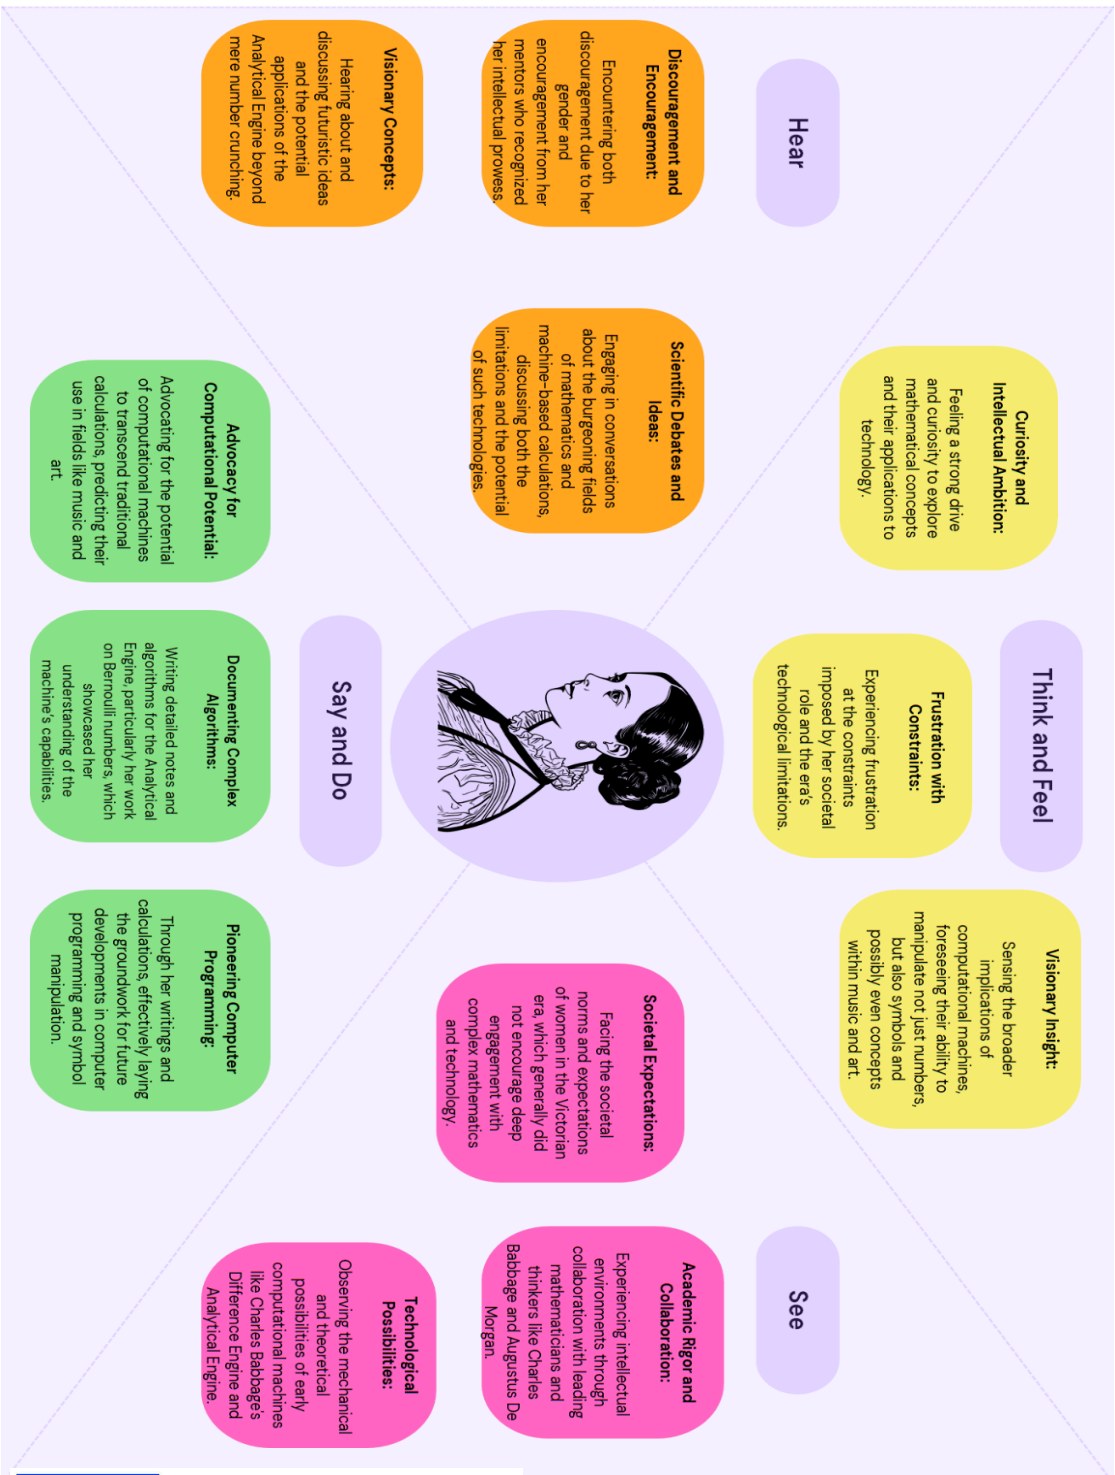 Think and Feel
Curiosity and
Intellectual Ambition:
Feeling a strong drive
and curiosity to explore
mathematical concepts
and their applications to
technology.
Frustration with
Constraints:
Experiencing frustration
at the constraints
imposed by her societal
role and the era's
technological limitations.
Visionary Insight:
Sensing the broader
implications of
computational machines,
foreseeing their ability to
manipulate not just numbers,
but also symbols and
possibly even concepts
within music and art.
Hear
Discouragement and
Encouragement:
Encountering both
discouragement due to her
gender and
encouragement from her
mentors who recognized
her intellectual prowess.
Scientific Debates and
Ideas:
Engaging in conversations
about the burgeoning fields
of mathematics and
machine-based calculations,
discussing both the
limitations and the potential
of such technologies.
Visionary Concepts:
Hearing about and
discussing futuristic ideas
and the potential
applications of the
Analytical Engine beyond
mere number crunching.
See
Societal Expectations:
Facing the societal
norms and expectations
of women in the Victorian
era, which generally did
not encourage deep
engagement with
complex mathematics
and technology.
Academic Rigor and
Collaboration:
Experiencing intellectual
environments through
collaboration with leading
mathematicians and
thinkers like Charles
Babbage and Augustus De
Morgan.
Technological
Possibilities:
Observing the mechanical
and theoretical
possibilities of early
computational machines
like Charles Babbage's
Difference Engine and
Analytical Engine.
Say and Do
Advocacy for
Computational Potential:
Advocating for the potential
of computational machines
to transcend traditional
calculations, predicting their
use in fields like music and
art.
Documenting Complex
Algorithms:
Writing detailed notes and
algorithms for the Analytical
Engine, particularly her work
on Bernoulli numbers, which
showcased her
understanding of the
machine's capabilities.
Pioneering Computer
Programming:
Through her writings and
calculations, effectively laying
the groundwork for future
developments in computer
programming and symbol
manipulation.